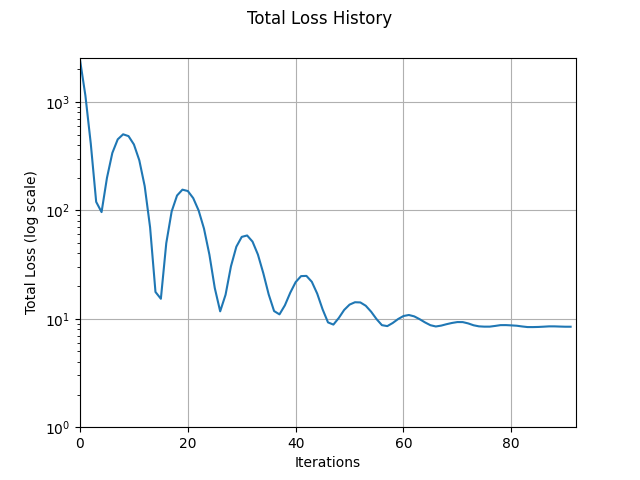 Total Loss History
Total Loss (log scale)
10³
10²
10¹
10⁰
0 20 40 60 80
Iterations